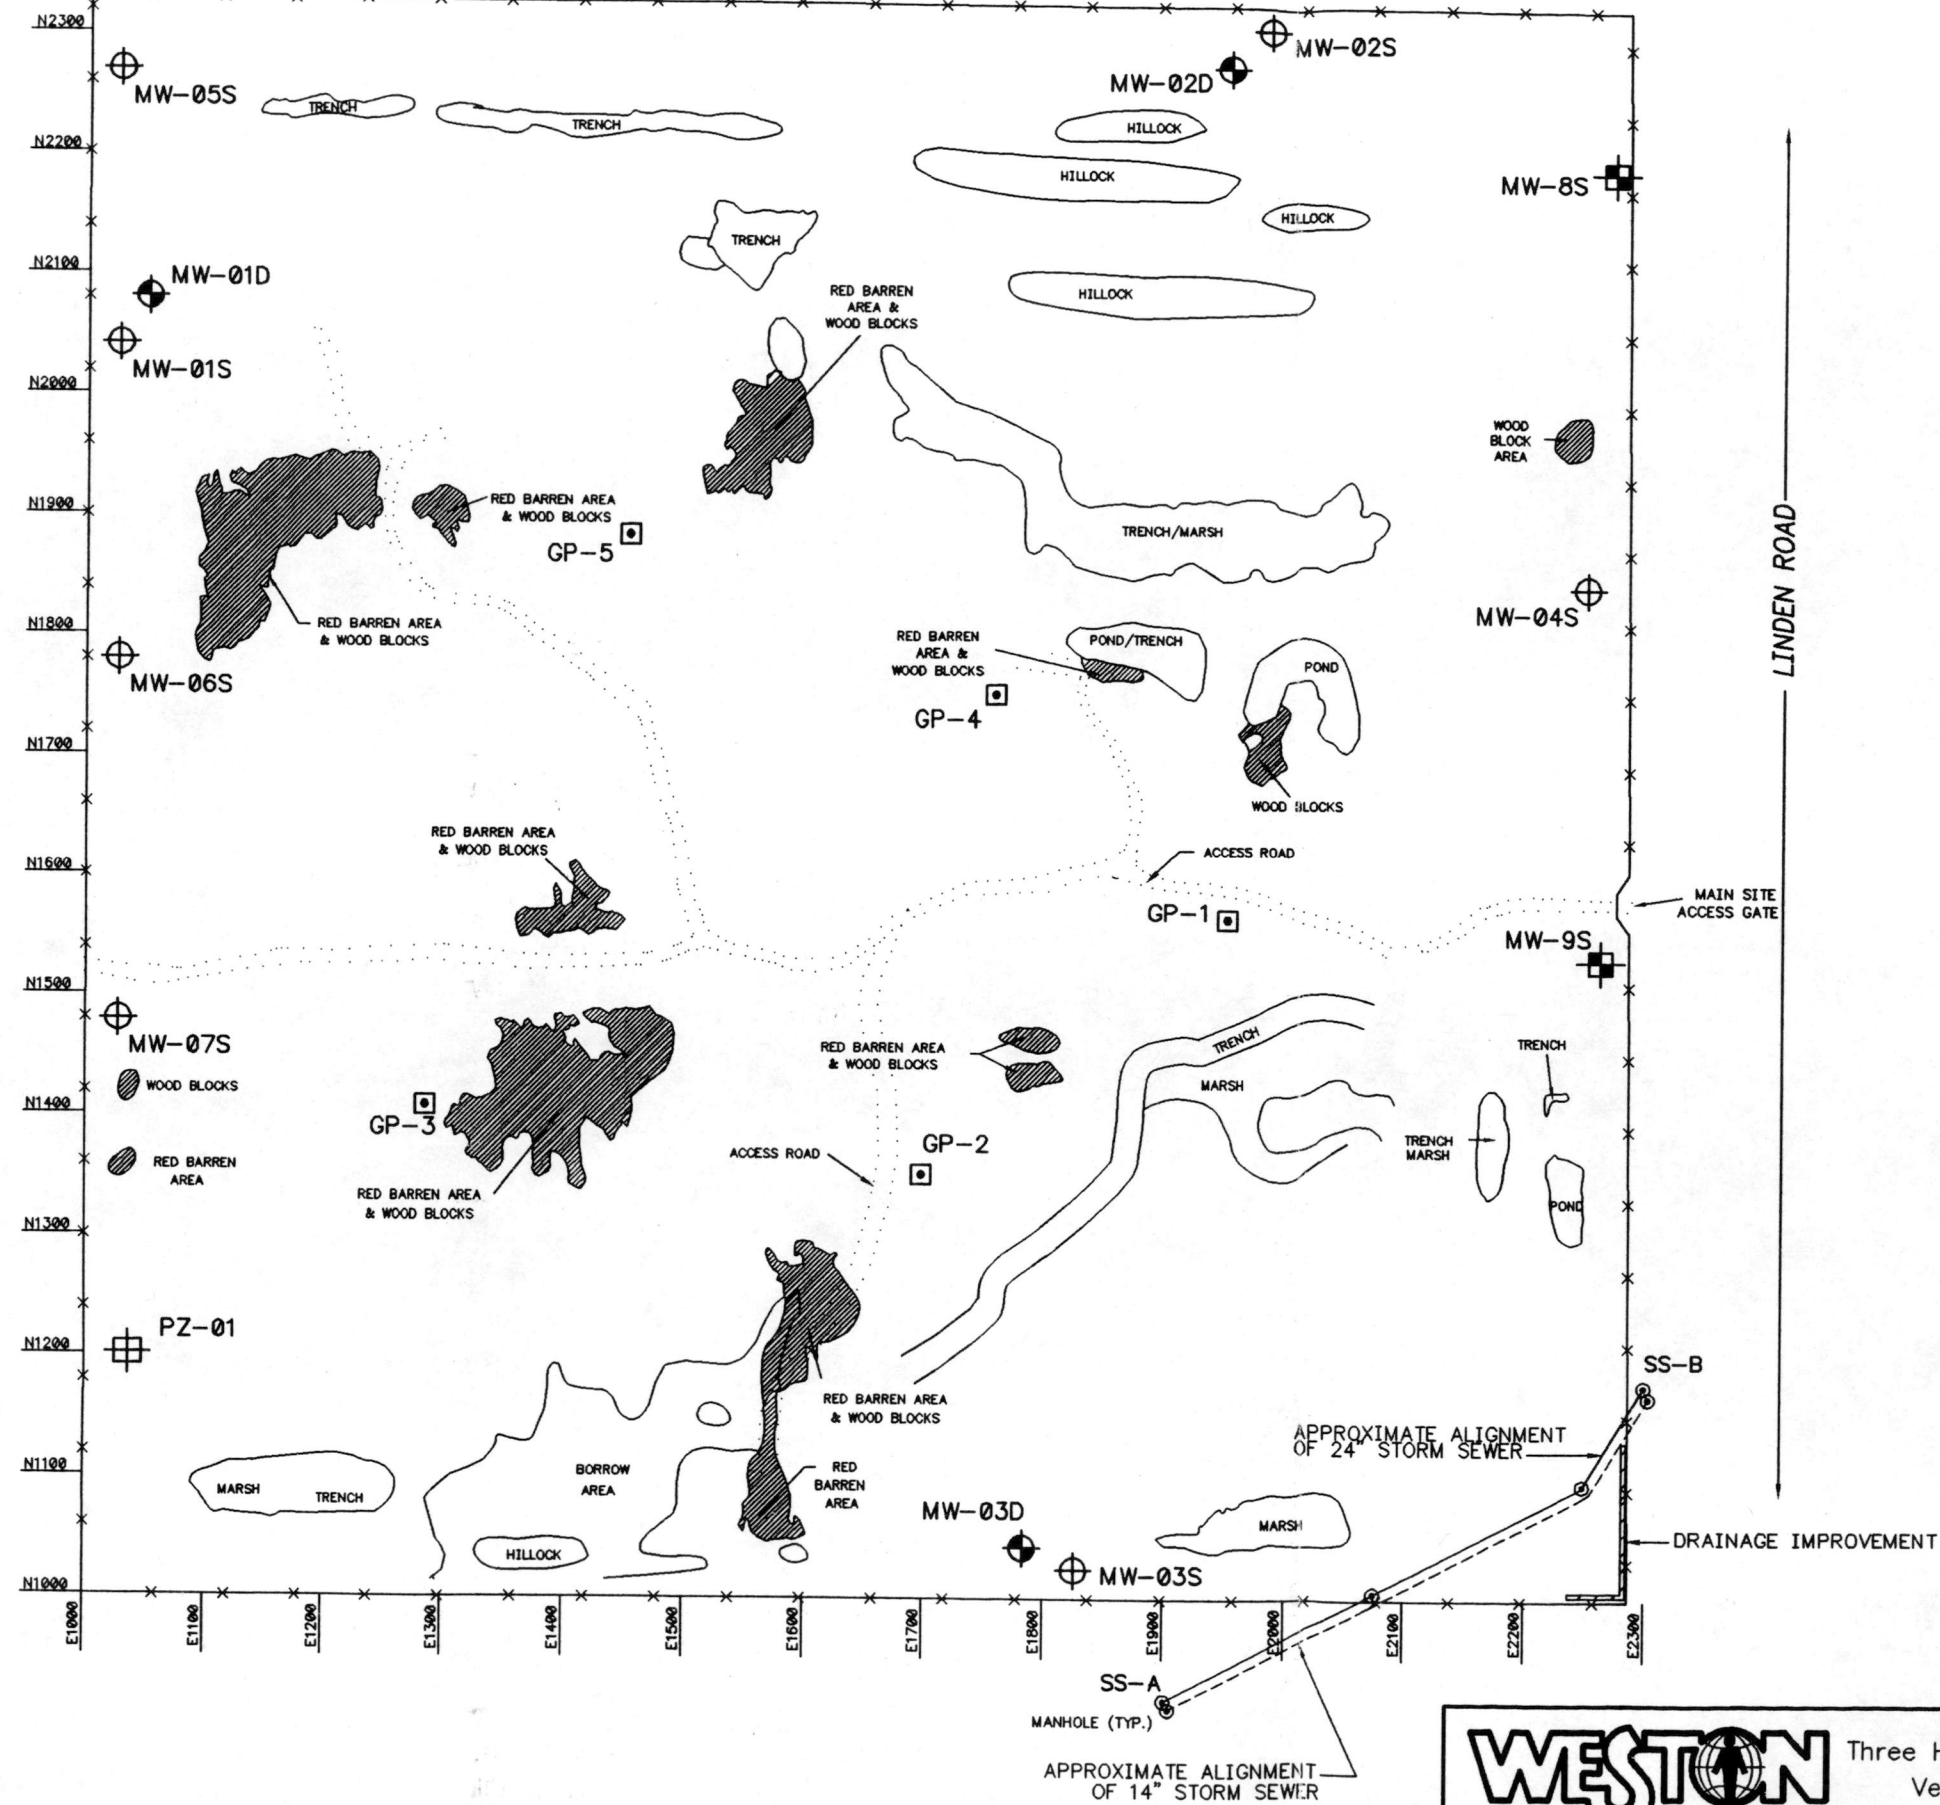 N2300
MW-02S
MW-02D
MW-05S
TRENCH
TRENCH
HILLOCK
N2200
HILLOCK
MW-8S
HILLOCK
TRENCH
N2100
MW-01D
RED BARREN
AREA &
WOOD BLOCKS
HILLOCK
MW-01S
N2000
WOOD
BLOCK
AREA
N1900
RED BARREN AREA
& WOOD BLOCKS
GP-5
TRENCH/MARSH
LINDEN ROAD
N1800
RED BARREN AREA
& WOOD BLOCKS
MW-04S
RED BARREN
AREA &
WOOD BLOCKS
POND/TRENCH
POND
MW-06S
GP-4
N1700
WOOD BLOCKS
RED BARREN AREA
& WOOD BLOCKS
N1600
ACCESS ROAD
MAIN SITE
ACCESS GATE
GP-1
MW-9S
N1500
MW-07S
WOOD BLOCKS
RED BARREN AREA
& WOOD BLOCKS
TRENCH
TRENCH
MARSH
N1400
GP-3
GP-2
TRENCH
MARSH
ACCESS ROAD
RED BARREN
AREA
RED BARREN AREA
& WOOD BLOCKS
POND
N1300
PZ-01
N1200
SS-B
RED BARREN AREA
& WOOD BLOCKS
APPROXIMATE ALIGNMENT
OF 24" STORM SEWER
N1100
MARSH
TRENCH
BORROW
AREA
RED
BARREN
AREA
MW-03D
MARSH
DRAINAGE IMPROVEMENT
HILLOCK
MW-03S
N1000
E1000
E1100
E1200
E1300
E1400
E1500
E1600
E1700
E1800
E1900
E2000
E2100
E2200
E2300
SS-A
MANHOLE (TYP.)
APPROXIMATE ALIGNMENT
OF 14" STORM SEWER
WESTON
Three H
Ve